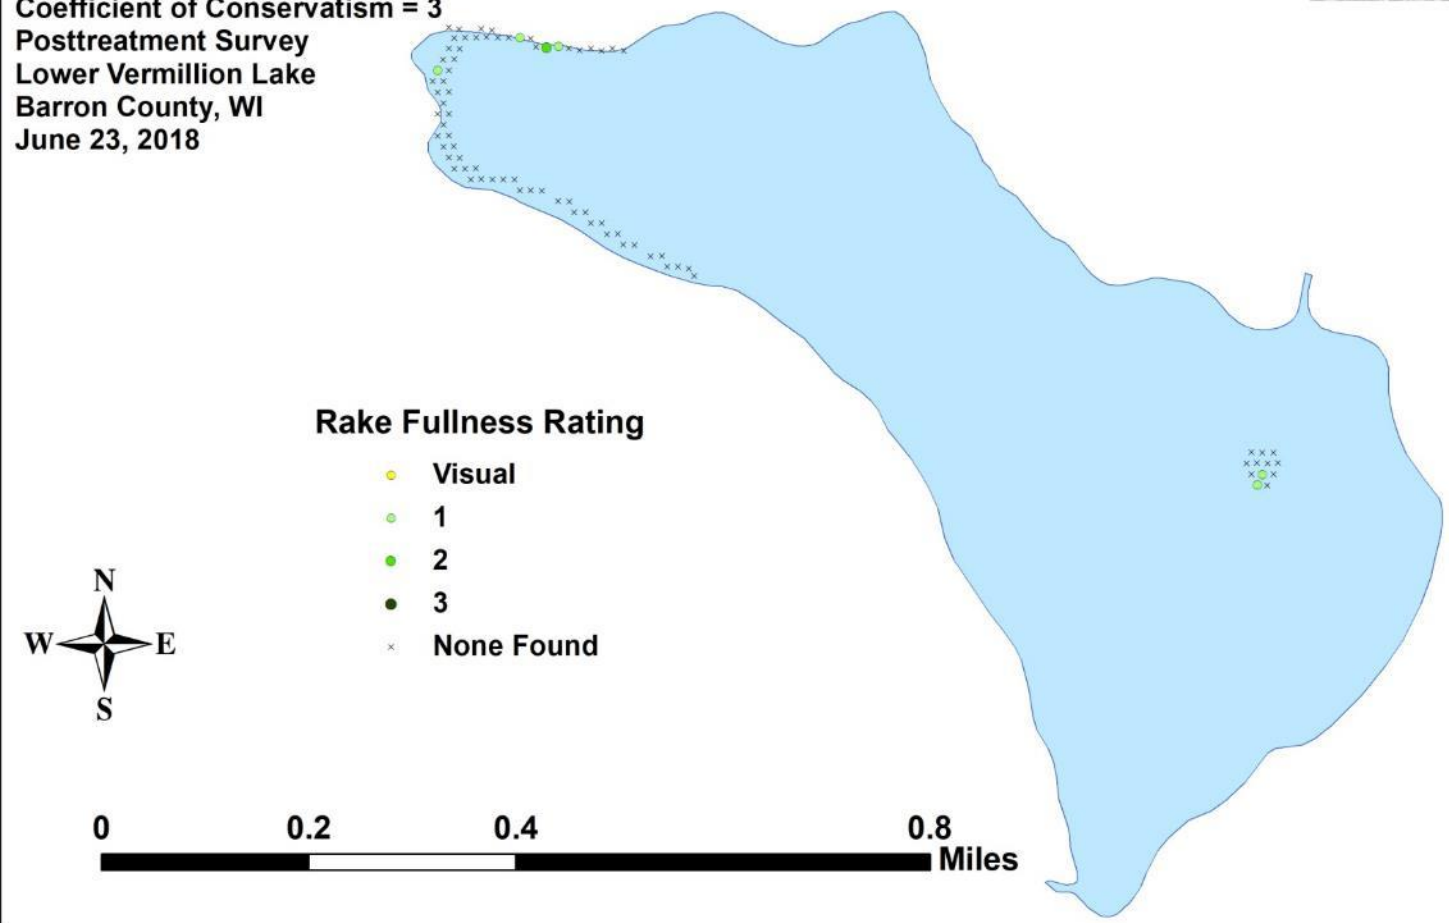 Coefficient of Conservatism = 3
Posttreatment Survey
Lower Vermillion Lake
Barron County, WI
June 23, 2018
Rake Fullness Rating
Visual
1
2
3
None Found
N
W E
S
0 0.2 0.4 0.8
Miles